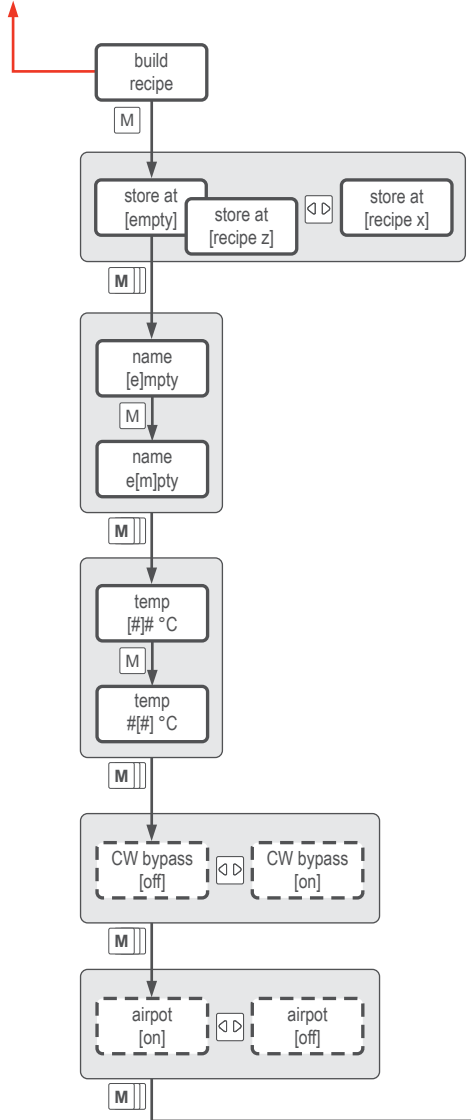 build
recipe
M
store at
[empty]
store at
[recipe z]
store at
[recipe x]
M
name
[e]mpty
M
name
e[m]pty
M
temp
[#]# °C
M
temp
#[#] °C
M
CW bypass
[off]
CW bypass
[on]
M
airpot
[on]
airpot
[off]
M